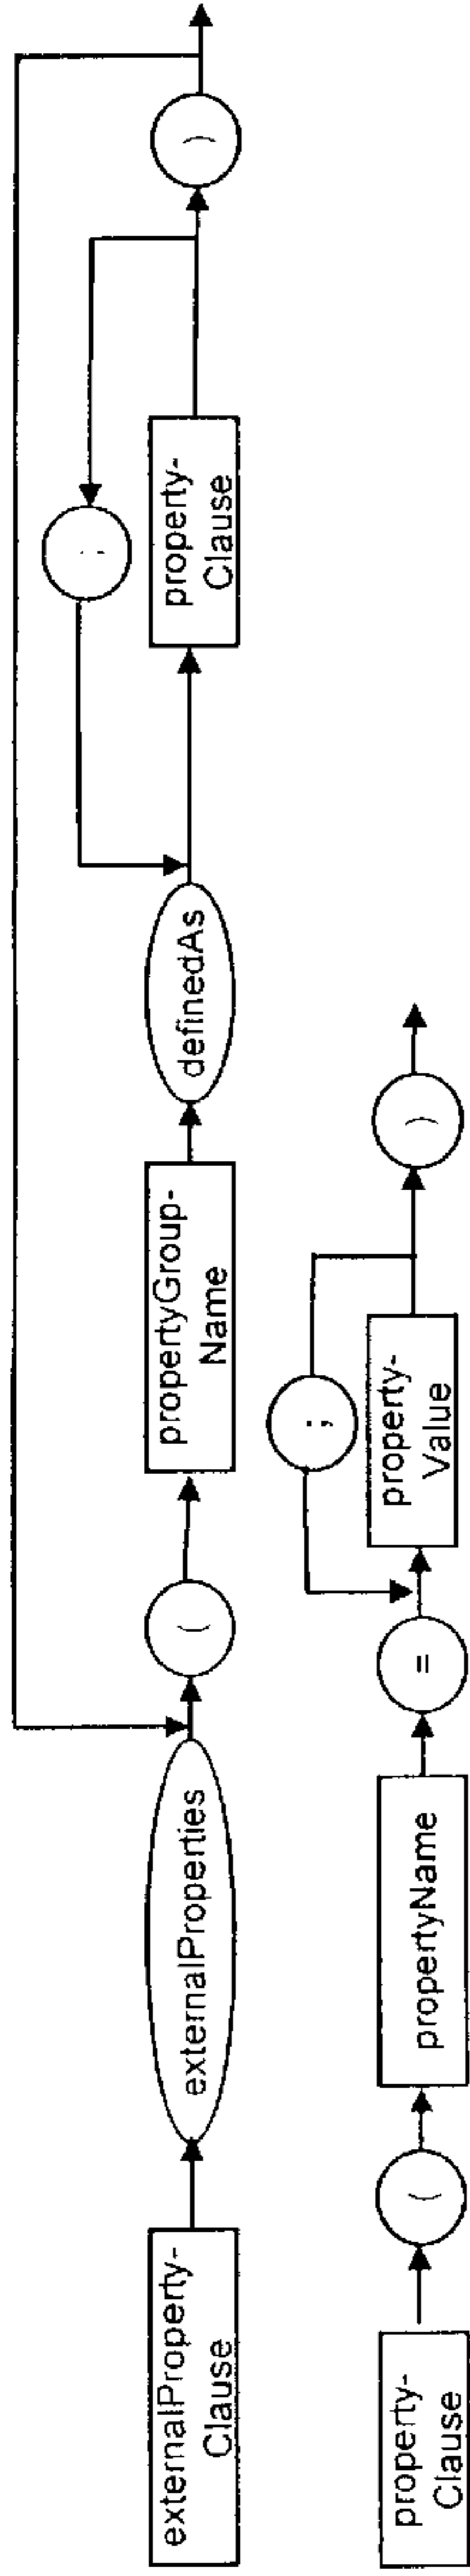 externalProperty-
Clause
externalProperties
(
propertyGroup-
Name
definedAs
property-
Clause
)
property-
Clause
(
propertyName
=
property-
Value
;
)